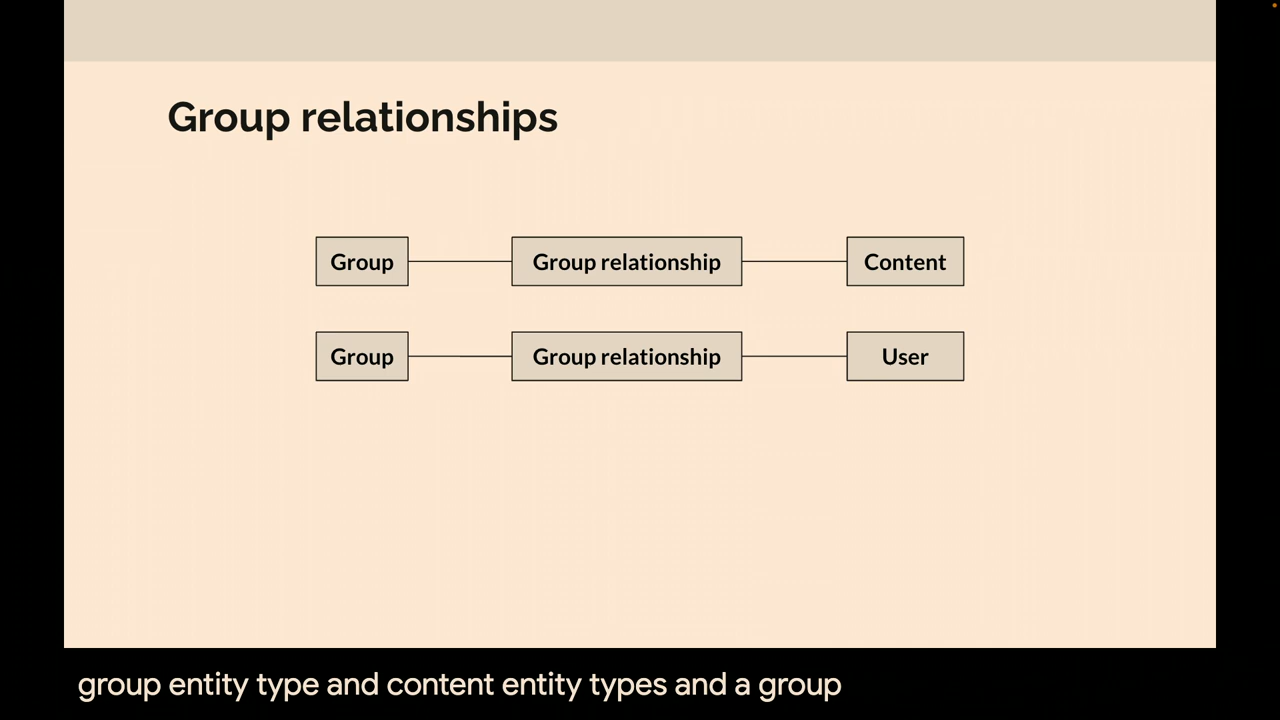 Group relationships
Group Group relationship Content
Group Group relationship User
group entity type and content entity types and a group